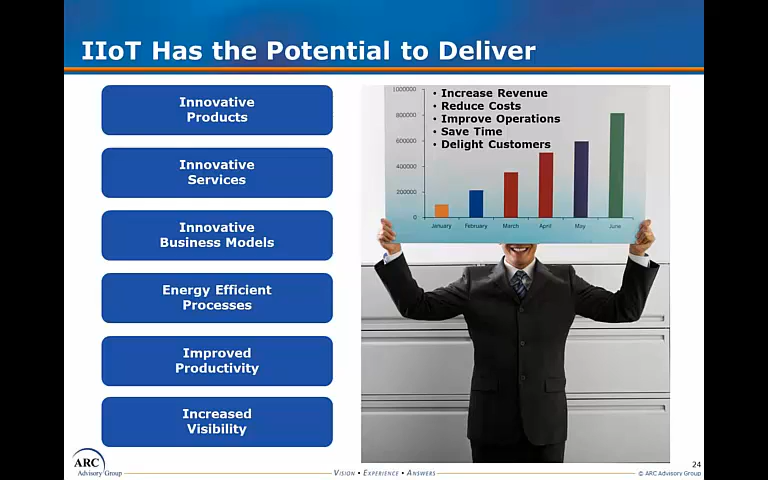 IIoT Has the Potential to Deliver
Innovative
Products
Innovative
Services
Innovative
Business Models
Energy Efficient
Processes
Improved
Productivity
Increased
Visibility
• Increase Revenue
• Reduce Costs
• Improve Operations
• Save Time
• Delight Customers
1000000
800000
600000
400000
200000
0
January February March April May June
ARC
Advisory Group
VISION • EXPERIENCE • ANSWERS
24
© ARC Advisory Group